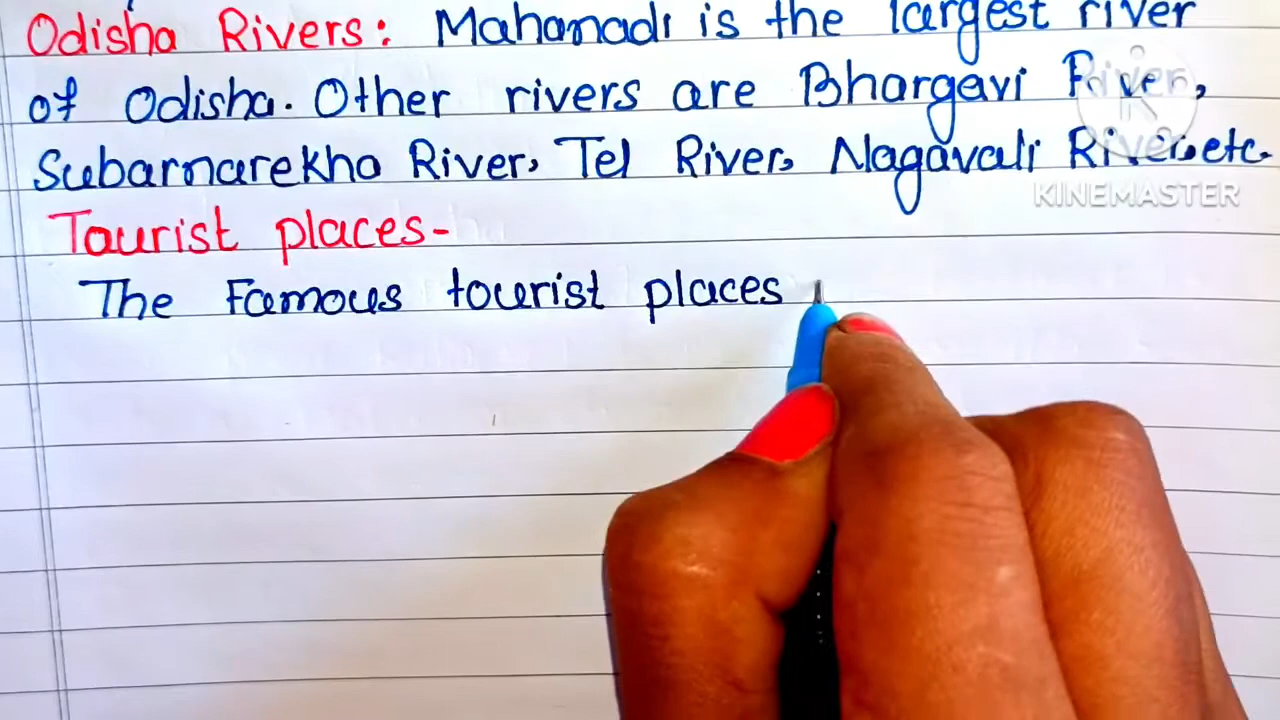 Odisha Rivers: Mahanadi is the largest river
of Odisha. Other rivers are Bhargavi River,
Subarnarekha River, Tel River, Nagavali River, etc.
KINEMASTER
Tourist places-
The Famous tourist places